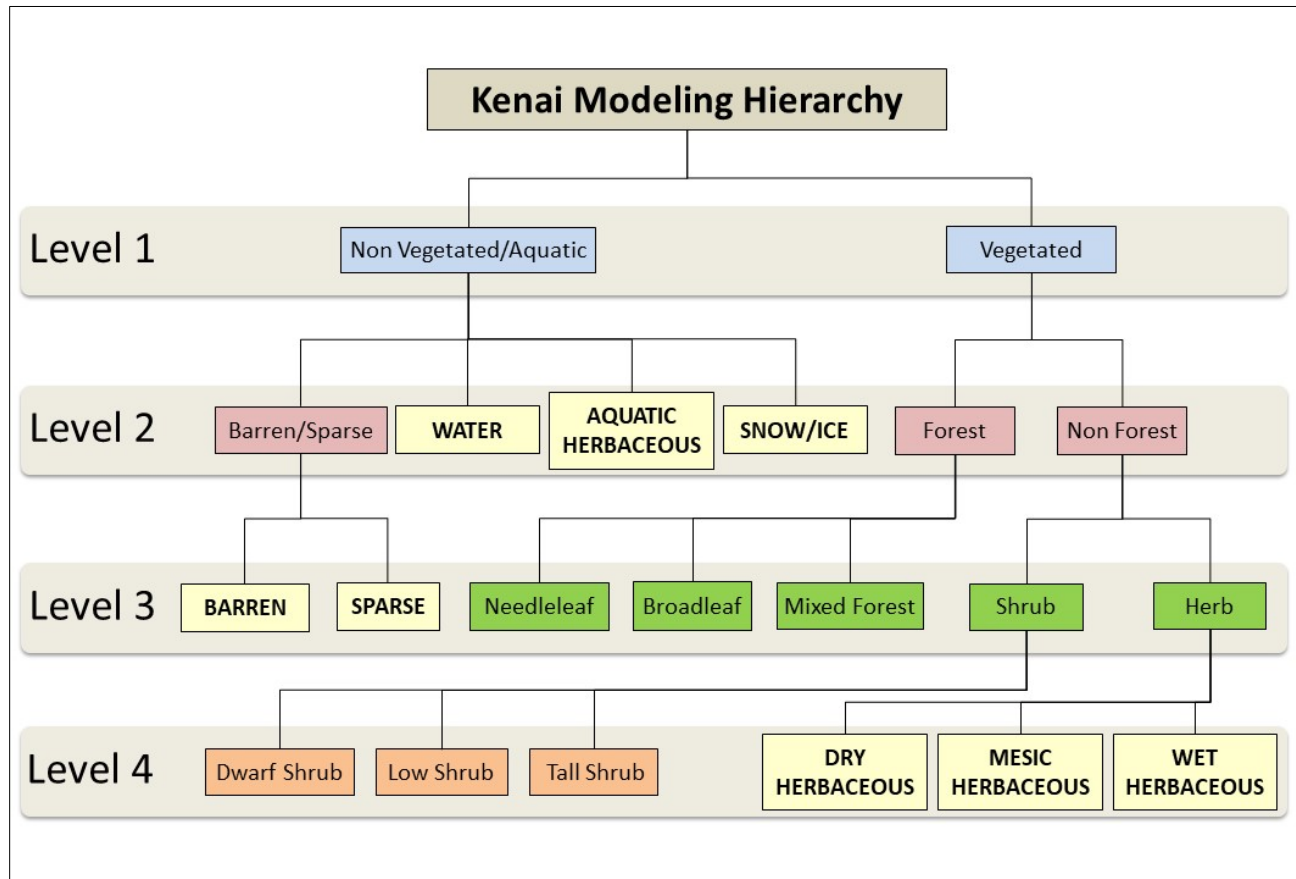 Kenai Modeling Hierarchy
Level 1
Non Vegetated/Aquatic
Vegetated
Level 2
Barren/Sparse
WATER
AQUATIC
HERBACEOUS
SNOW/ICE
Forest
Non Forest
Level 3
BARREN
SPARSE
Needleleaf
Broadleaf
Mixed Forest
Shrub
Herb
Level 4
Dwarf Shrub
Low Shrub
Tall Shrub
DRY
HERBACEOUS
MESIC
HERBACEOUS
WET
HERBACEOUS